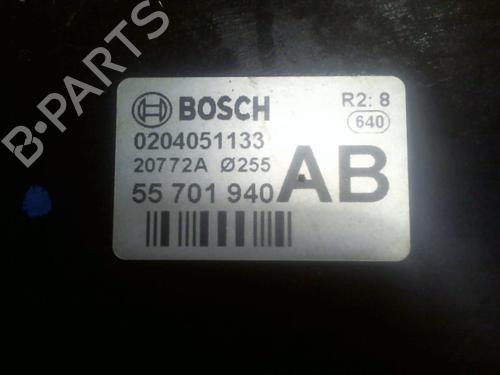 B-PARTS
BOSCH
R2: 8
640
0204051133
20772A Ø255
55 701 940 AB